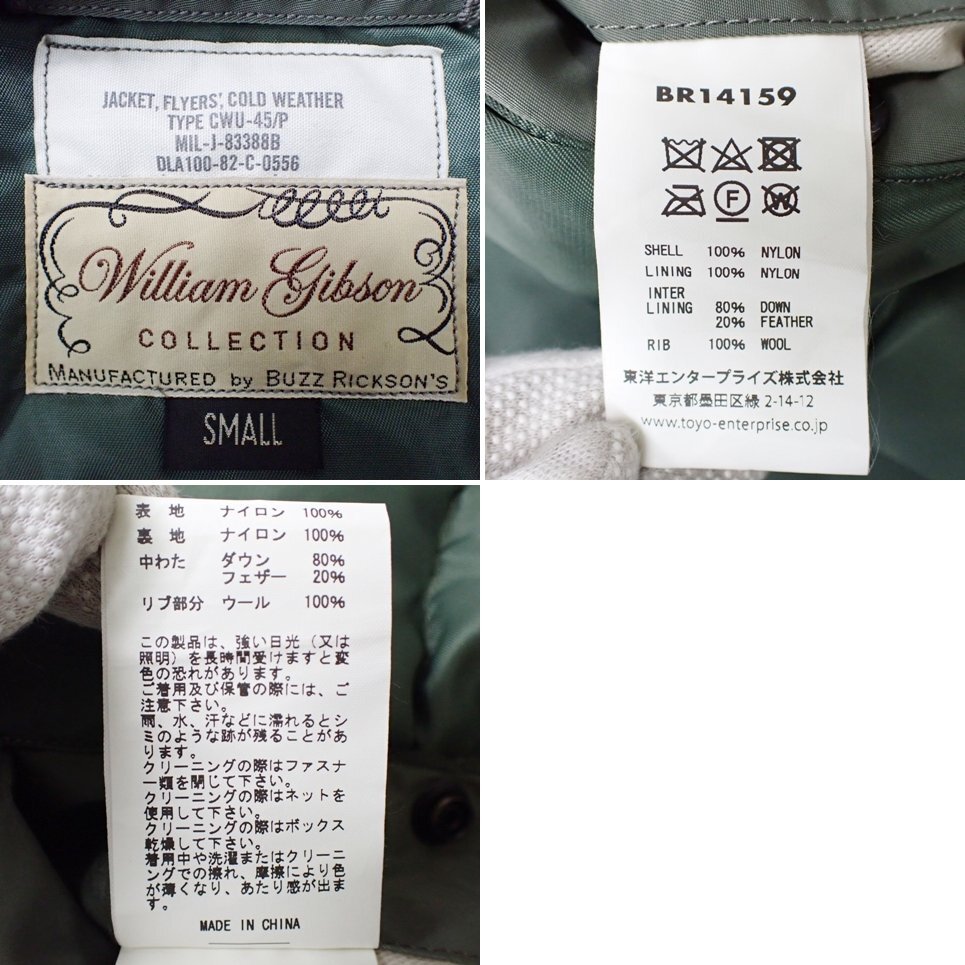 JACKET, FLYERS', COLD WEATHER
TYPE CWU-45/P
MIL-J-83388B
DLA100-82-C-0556
William Gibson
COLLECTION
MANUFACTURED by BUZZ RICKSON'S
SMALL
BR14159
F
W
SHELL 100% NYLON
LINING 100% NYLON
INTER
LINING 80% DOWN
20% FEATHER
RIB 100% WOOL
東洋エンタープライズ株式会社
東京都墨田区緑 2-14-12
www.toyo-enterprise.co.jp
表 地 ナイロン 100%
裏 地 ナイロン 100%
中わた ダウン 80%
フェザー 20%
リブ部分 ウール 100%
この製品は、強い日光（又は
照明）を長時間受けますと変
色の恐れがあります。
ご着用及び保管の際には、ご
注意下さい。
雨、水、汗などに濡れるとシ
ミのような跡が残ることがあ
ります。
クリーニングの際はファスナ
ー類を閉じて下さい。
クリーニングの際はネットを
使用して下さい。
クリーニングの際はボックス
乾燥して下さい。
着用中や洗濯またはクリーニ
ングでの擦れ、摩擦により色
が薄くなり、あたり感が出ま
す。
MADE IN CHINA